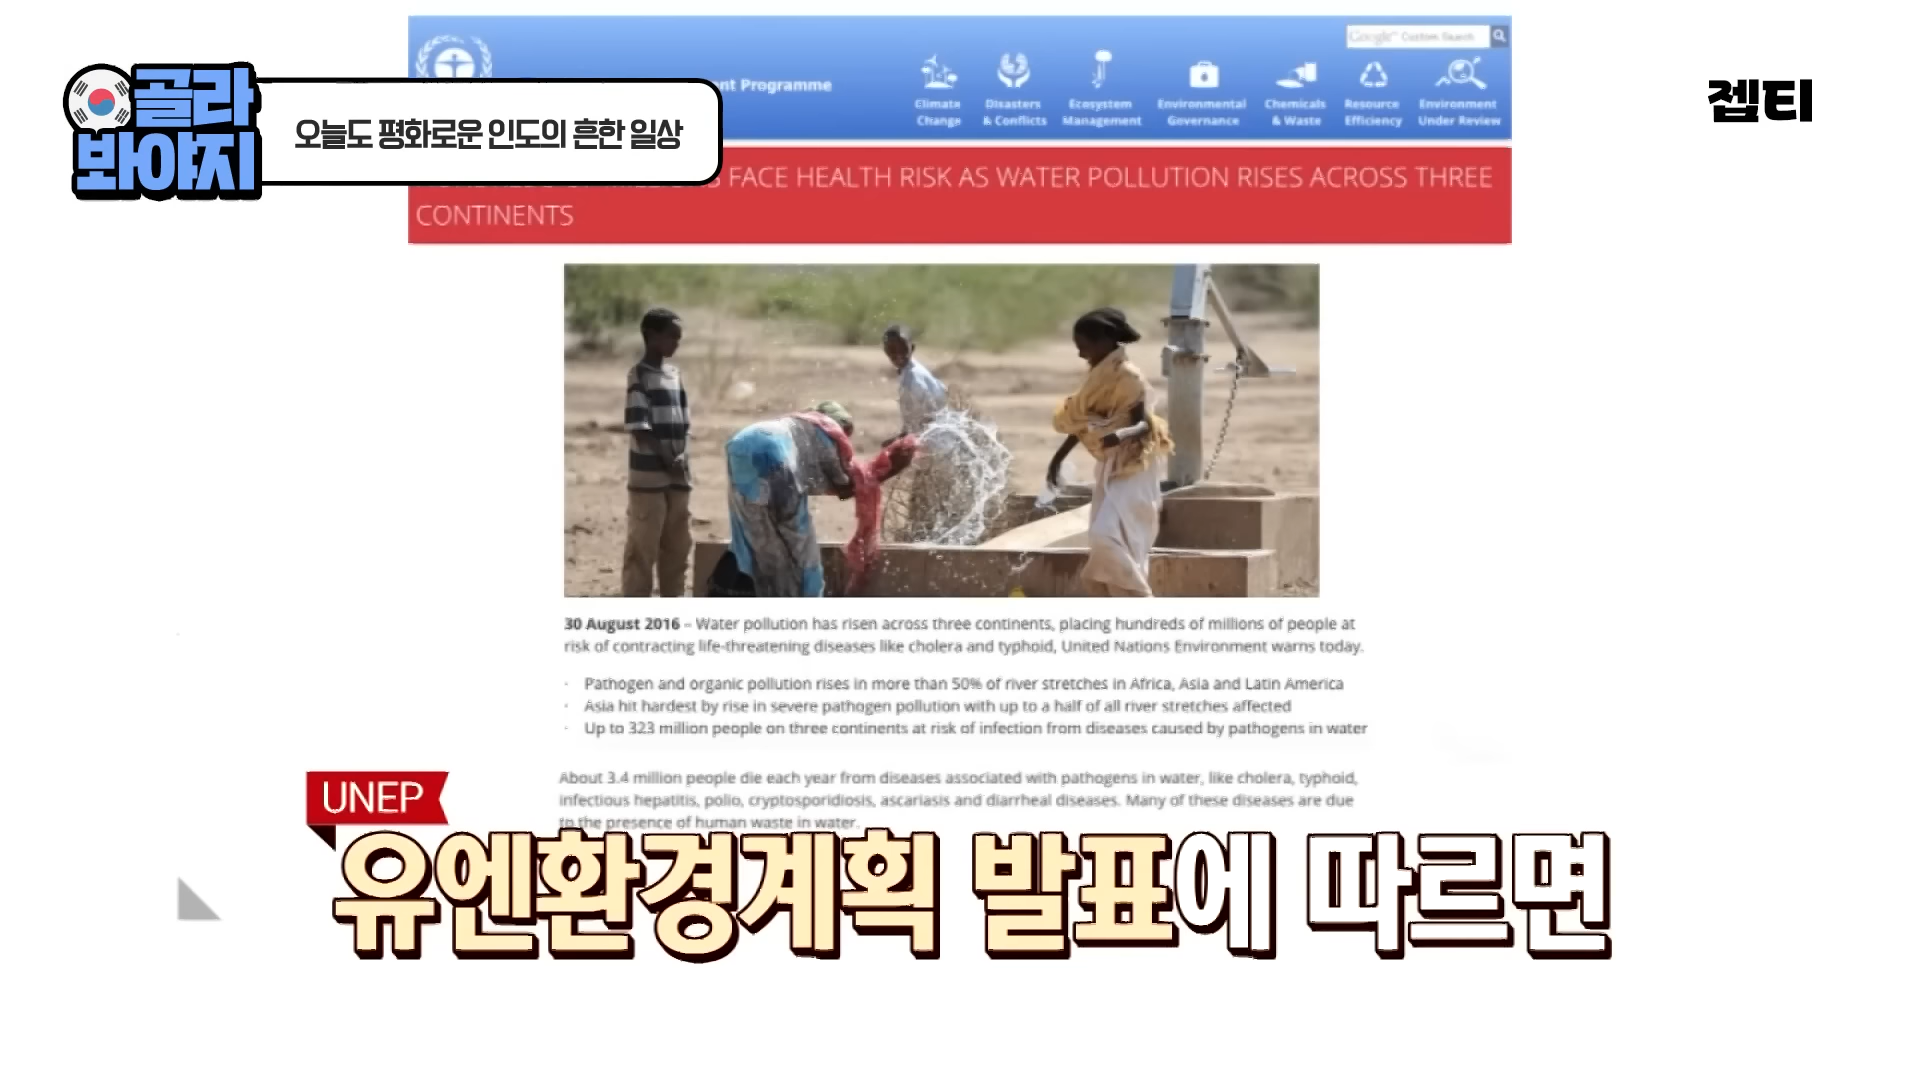 골라
봐야지
오늘도 평화로운 인도의 흔한 일상
젭티
Programme
Google Custom Search
Climate Change
Disasters & Conflicts
Ecosystem Management
Environmental Governance
Chemicals & Waste
Resource Efficiency
Environment Under Review
FACE HEALTH RISK AS WATER POLLUTION RISES ACROSS THREE
CONTINENTS
30 August 2016 – Water pollution has risen across three continents, placing hundreds of millions of people at
risk of contracting life-threatening diseases like cholera and typhoid, United Nations Environment warns today.
· Pathogen and organic pollution rises in more than 50% of river stretches in Africa, Asia and Latin America
· Asia hit hardest by rise in severe pathogen pollution with up to a half of all river stretches affected
· Up to 323 million people on three continents at risk of infection from diseases caused by pathogens in water
About 3.4 million people die each year from diseases associated with pathogens in water, like cholera, typhoid,
infectious hepatitis, polio, cryptosporidiosis, ascariasis and diarrheal diseases. Many of these diseases are due
to the presence of human waste in water.
UNEP
유엔환경계획 발표에 따르면